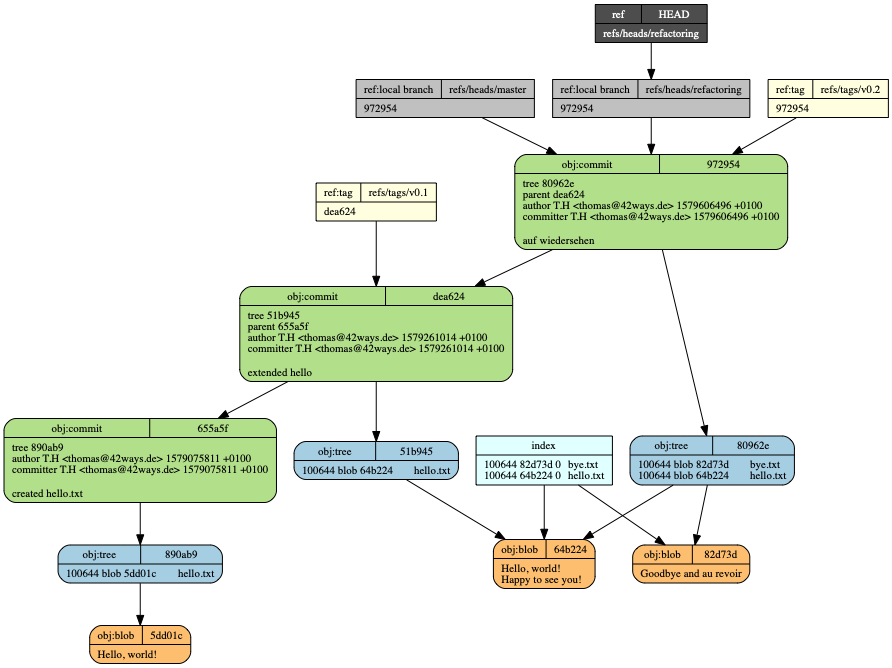 ref HEAD
refs/heads/refactoring
ref:local branch refs/heads/master
972954
ref:local branch refs/heads/refactoring
972954
ref:tag refs/tags/v0.2
972954
obj:commit 972954
tree 80962e
parent dea624
author T.H <thomas@42ways.de> 1579606496 +0100
committer T.H <thomas@42ways.de> 1579606496 +0100
auf wiedersehen
ref:tag refs/tags/v0.1
dea624
obj:commit dea624
tree 51b945
parent 655a5f
author T.H <thomas@42ways.de> 1579261014 +0100
committer T.H <thomas@42ways.de> 1579261014 +0100
extended hello
obj:commit 655a5f
tree 890ab9
author T.H <thomas@42ways.de> 1579075811 +0100
committer T.H <thomas@42ways.de> 1579075811 +0100
created hello.txt
obj:tree 51b945
100644 blob 64b224 hello.txt
index
100644 82d73d 0 bye.txt
100644 64b224 0 hello.txt
obj:tree 80962e
100644 blob 82d73d bye.txt
100644 blob 64b224 hello.txt
obj:tree 890ab9
100644 blob 5dd01c hello.txt
obj:blob 64b224
Hello, world!
Happy to see you!
obj:blob 82d73d
Goodbye and au revoir
obj:blob 5dd01c
Hello, world!